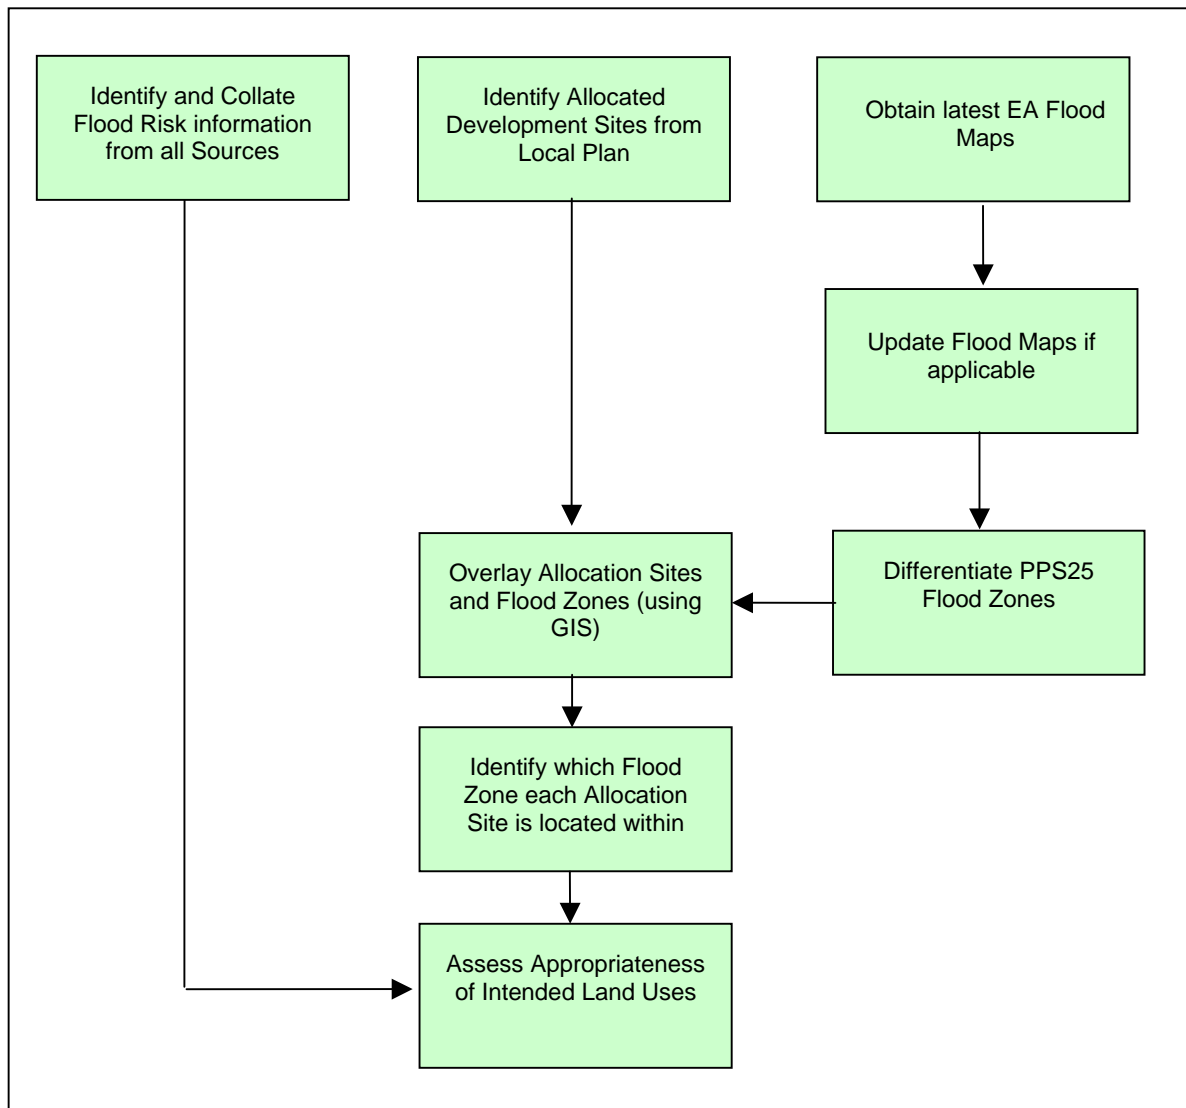 Identify and Collate
Flood Risk information
from all Sources
Identify Allocated
Development Sites from
Local Plan
Obtain latest EA Flood
Maps
Update Flood Maps if
applicable
Differentiate PPS25
Flood Zones
Overlay Allocation Sites
and Flood Zones (using
GIS)
Identify which Flood
Zone each Allocation
Site is located within
Assess Appropriateness
of Intended Land Uses